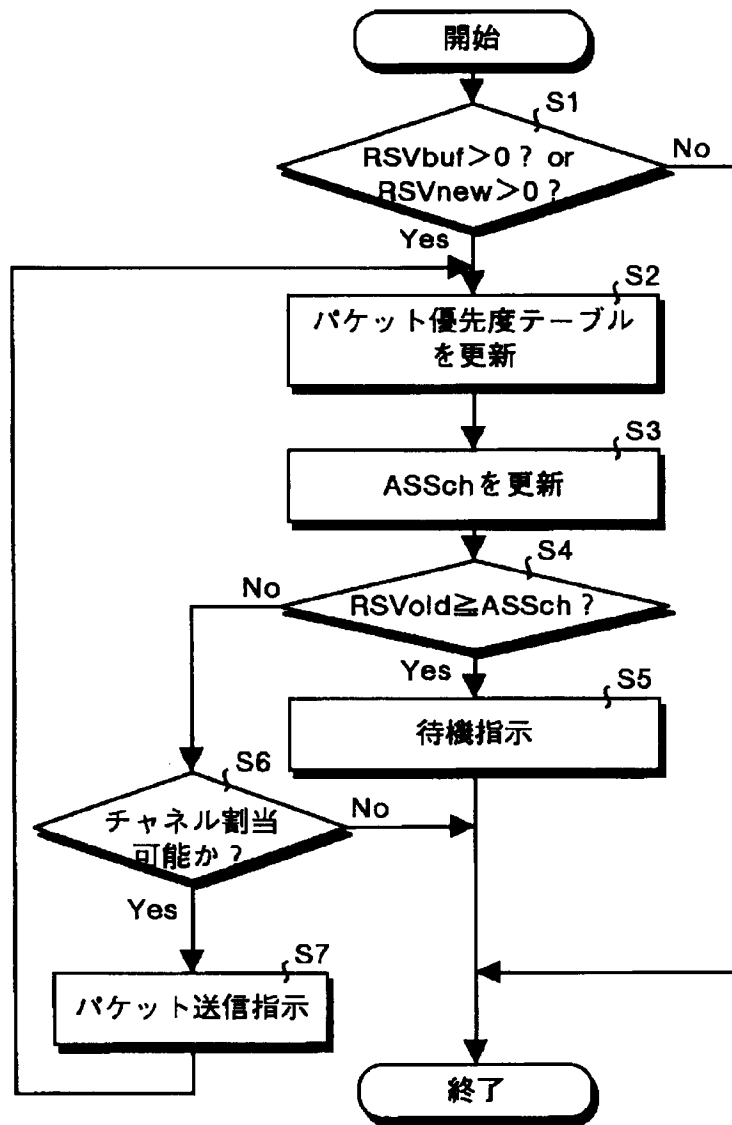 開始
S1
RSVbuf＞0？ or
RSVnew＞0？
No
Yes
S2
パケット優先度テーブル
を更新
S3
ASSchを更新
S4
No
RSVold≧ASSch？
Yes
S5
待機指示
S6
チャネル割当
可能か？
No
Yes
S7
パケット送信指示
終了